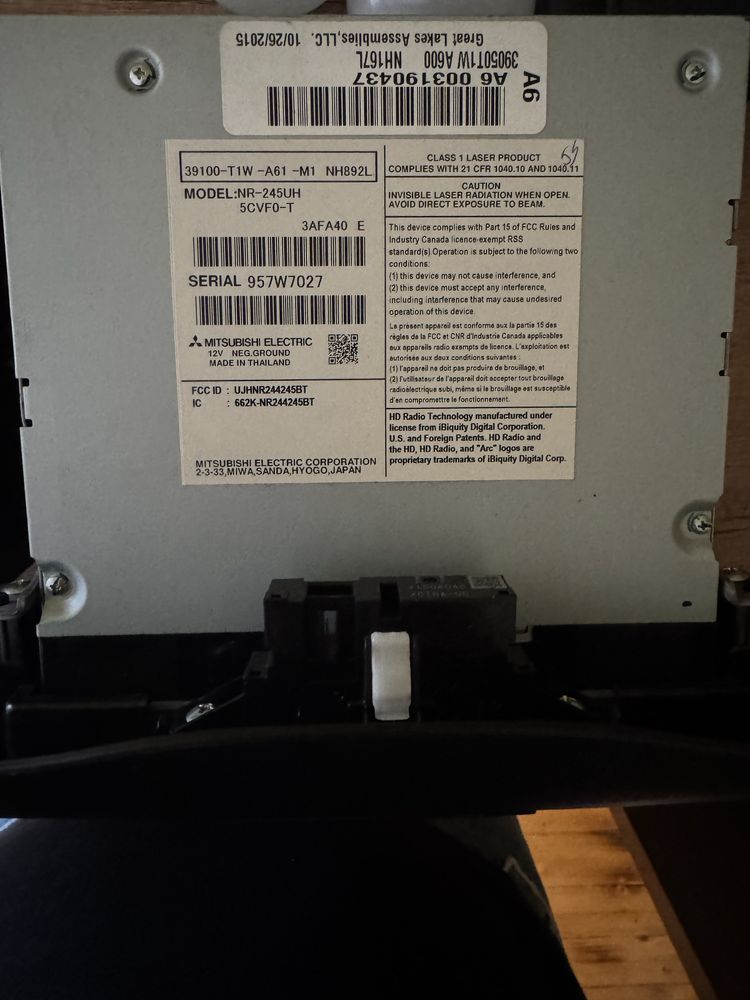 Great Lakes Assemblies,LLC. 10/26/2015
39050T1W A600 NH167L
A6 003190437
A6
39100-T1W -A61 -M1 NH892L
MODEL:NR-245UH
5CVF0-T
3AFA40 E
SERIAL 957W7027
MITSUBISHI ELECTRIC
12V NEG.GROUND
MADE IN THAILAND
FCC ID : UJHNR244245BT
IC : 662K-NR244245BT
MITSUBISHI ELECTRIC CORPORATION
2-3-33,MIWA,SANDA,HYOGO,JAPAN
CLASS 1 LASER PRODUCT
COMPLIES WITH 21 CFR 1040.10 AND 1040.11
CAUTION
INVISIBLE LASER RADIATION WHEN OPEN.
AVOID DIRECT EXPOSURE TO BEAM.
This device complies with Part 15 of FCC Rules and
Industry Canada licence-exempt RSS
standard(s).Operation is subject to the following two
conditions:
(1) this device may not cause interference, and
(2) this device must accept any interference,
including interference that may cause undesired
operation of this device.
Le présent appareil est conforme aux la partie 15 des
règles de la FCC et CNR d'Industrie Canada applicables
aux appareils radio exempts de licence. L'exploitation est
autorisée aux deux conditions suivantes :
(1) l'appareil ne doit pas produire de brouillage, et
(2) l'utilisateur de l'appareil doit accepter tout brouillage
radioélectrique subi, même si le brouillage est susceptible
d'en compromettre le fonctionnement.
HD Radio Technology manufactured under
license from iBiquity Digital Corporation.
U.S. and Foreign Patents. HD Radio and
the HD, HD Radio, and "Arc" logos are
proprietary trademarks of iBiquity Digital Corp.